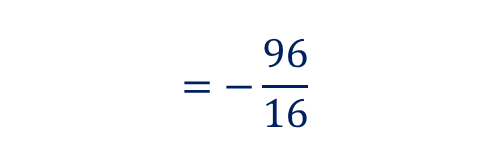 = − 96/16